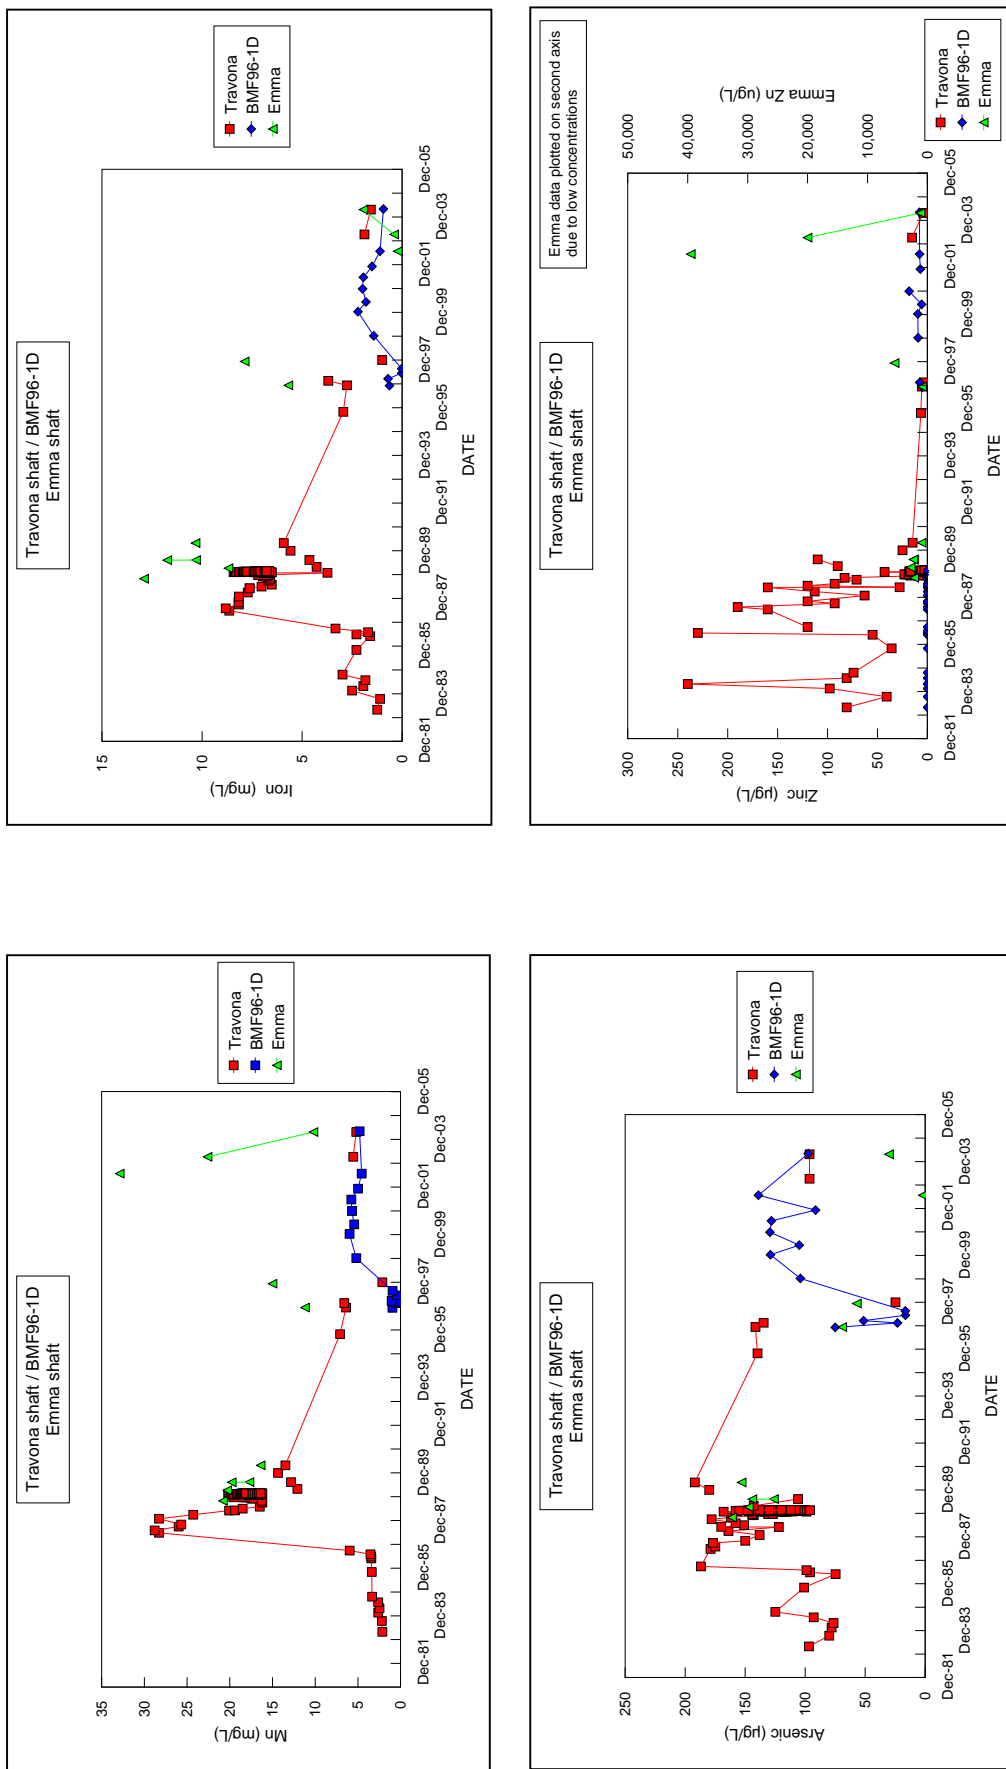 Travona shaft / BMF96-1D
Emma shaft
Mn (mg/L)
35
30
25
20
15
10
5
0
Dec-81
Dec-83
Dec-85
Dec-87
Dec-89
Dec-91
Dec-93
Dec-95
Dec-97
Dec-99
Dec-01
Dec-03
Dec-05
DATE
Travona
BMF96-1D
Emma
Travona shaft / BMF96-1D
Emma shaft
Iron (mg/L)
15
10
5
0
Dec-81
Dec-83
Dec-85
Dec-87
Dec-89
Dec-91
Dec-93
Dec-95
Dec-97
Dec-99
Dec-01
Dec-03
Dec-05
DATE
Travona
BMF96-1D
Emma
Travona shaft / BMF96-1D
Emma shaft
Arsenic (µg/L)
250
200
150
100
50
0
Dec-81
Dec-83
Dec-85
Dec-87
Dec-89
Dec-91
Dec-93
Dec-95
Dec-97
Dec-99
Dec-01
Dec-03
Dec-05
DATE
Travona
BMF96-1D
Emma
Travona shaft / BMF96-1D
Emma shaft
Emma data plotted on second axis
due to low concentrations
Zinc (µg/L)
300
250
200
150
100
50
0
Dec-81
Dec-83
Dec-85
Dec-87
Dec-89
Dec-91
Dec-93
Dec-95
Dec-97
Dec-99
Dec-01
Dec-03
Dec-05
DATE
50,000
40,000
30,000
20,000
10,000
0
Emma Zn (ug/L)
Travona
BMF96-1D
Emma